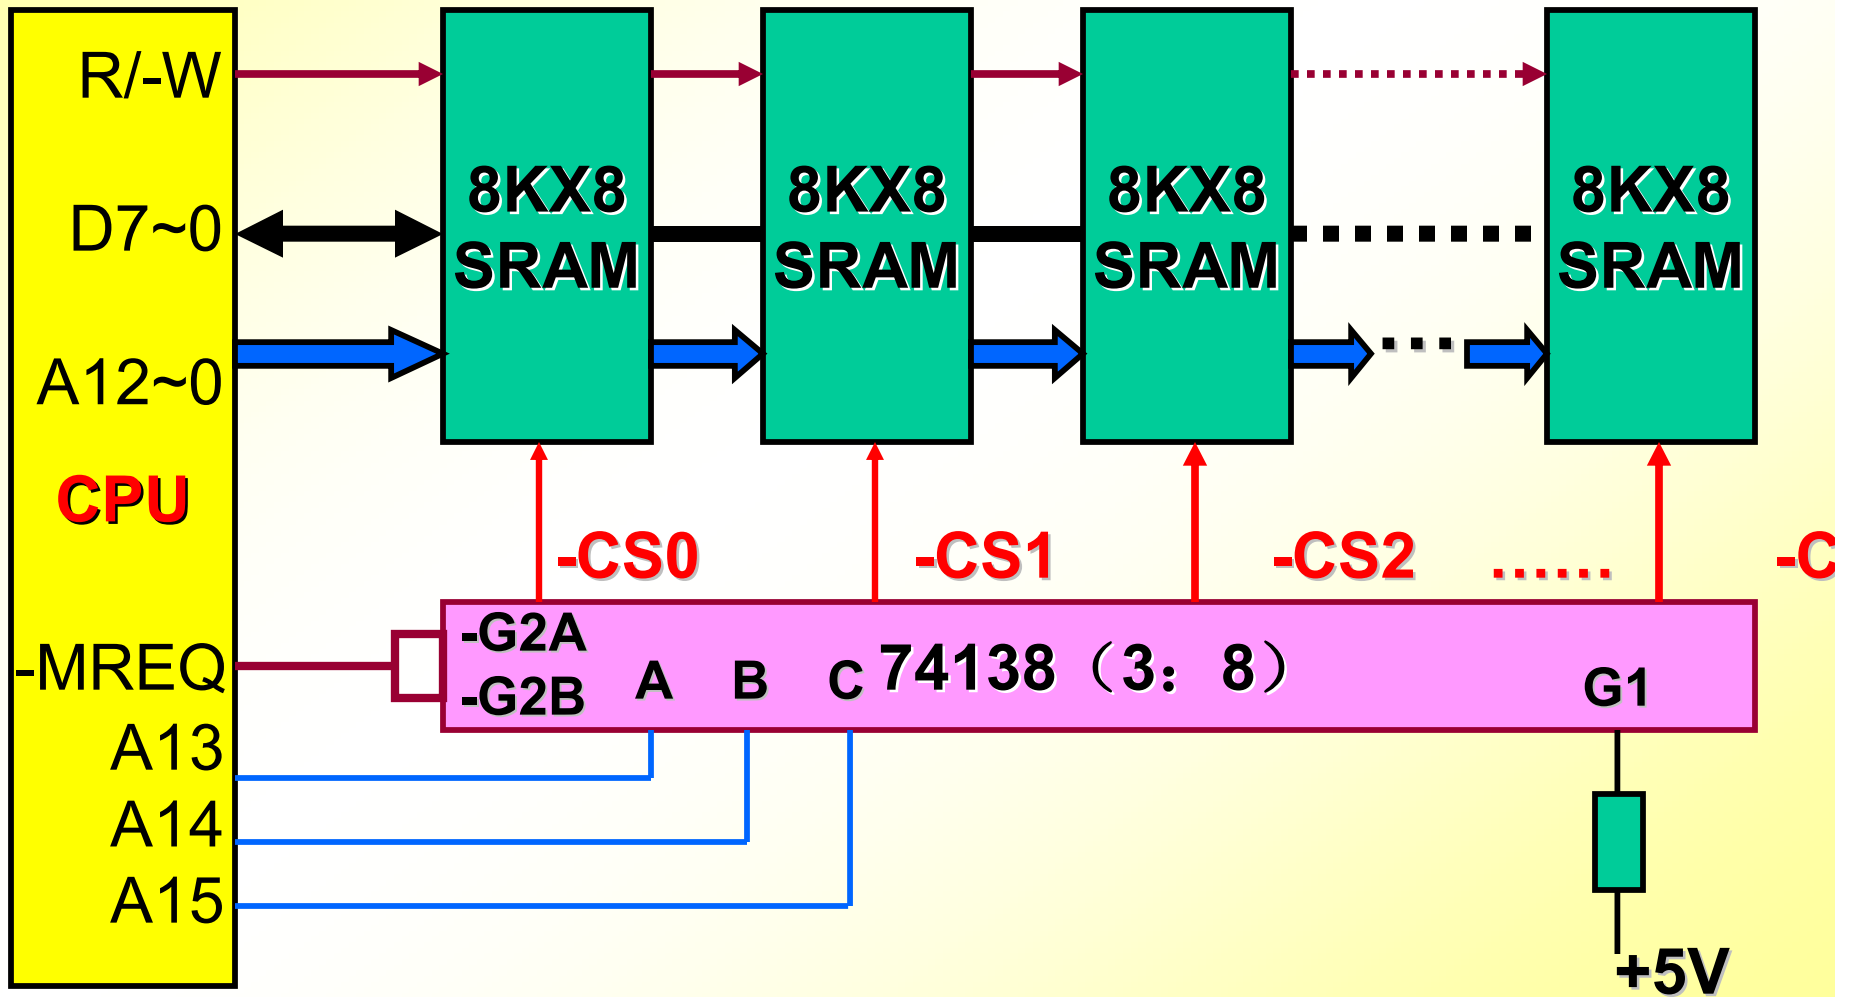 R/-W
D7~0
A12~0
CPU
-MREQ
A13
A14
A15
8KX8
SRAM
8KX8
SRAM
8KX8
SRAM
8KX8
SRAM
-CS0
-CS1
-CS2
......
-C
-G2A
-G2B
A
B
C
74138（3：8）
G1
+5V